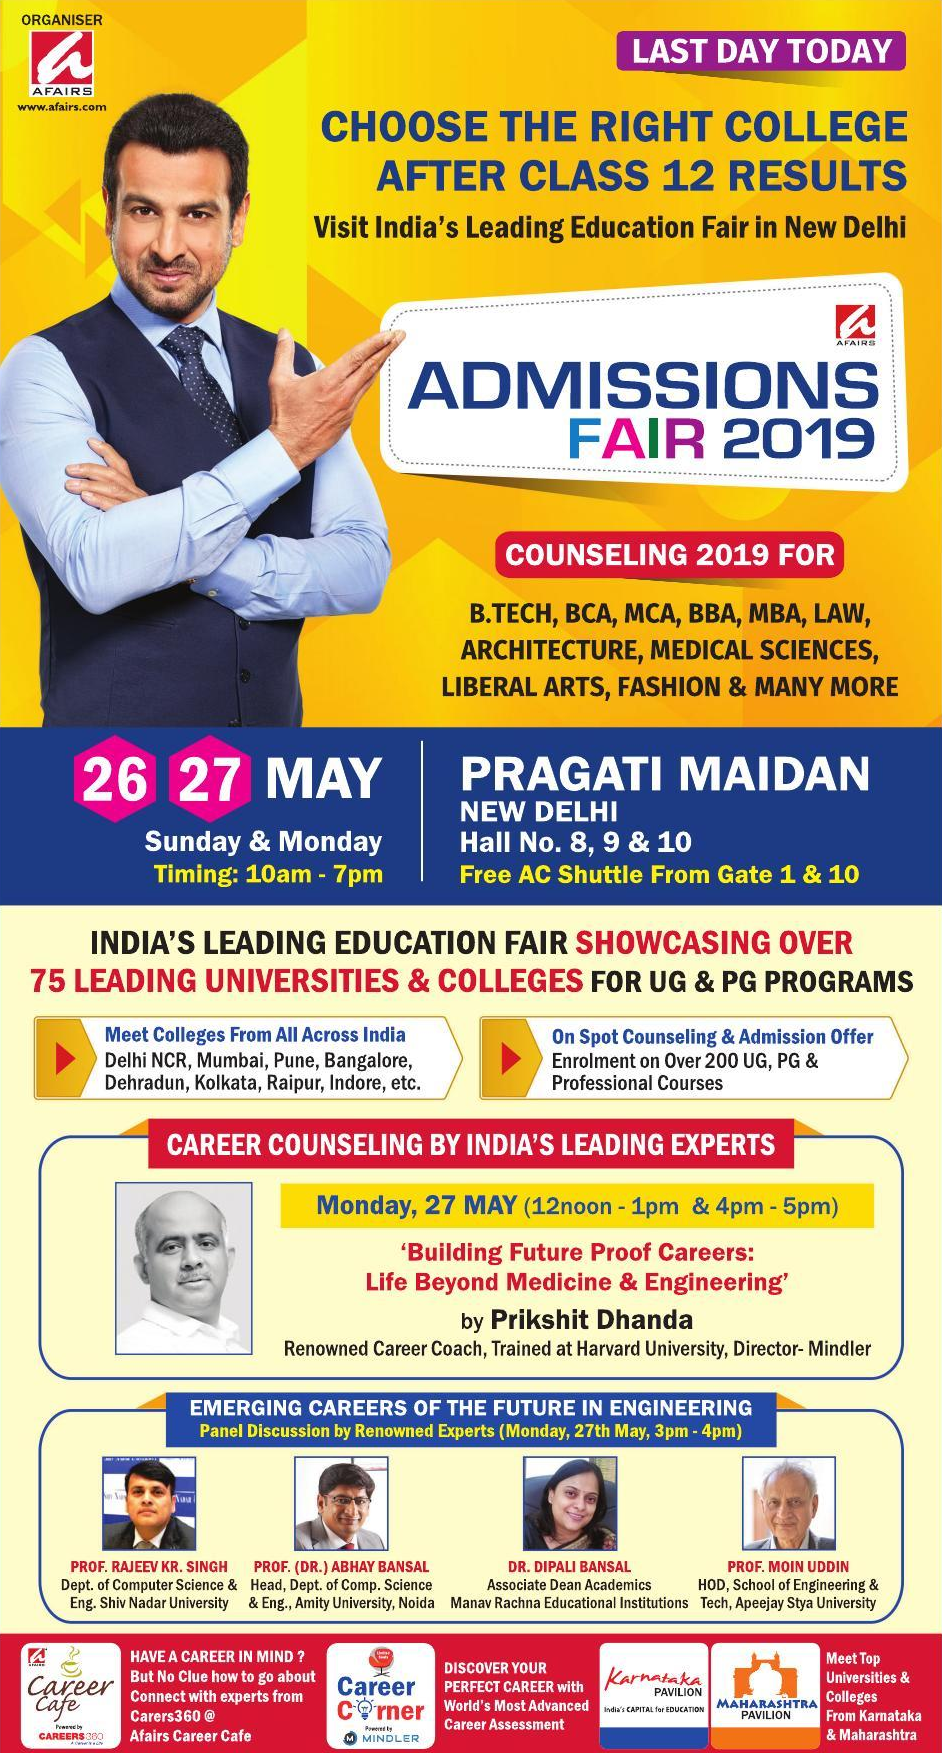 ORGANISER
AFAIRS
www.afairs.com
LAST DAY TODAY
CHOOSE THE RIGHT COLLEGE
AFTER CLASS 12 RESULTS
Visit India's Leading Education Fair in New Delhi
AFAIRS
ADMISSIONS
FAIR 2019
COUNSELING 2019 FOR
B.TECH, BCA, MCA, BBA, MBA, LAW,
ARCHITECTURE, MEDICAL SCIENCES,
LIBERAL ARTS, FASHION & MANY MORE
26 27 MAY
Sunday & Monday
Timing: 10am - 7pm
PRAGATI MAIDAN
NEW DELHI
Hall No. 8, 9 & 10
Free AC Shuttle From Gate 1 & 10
INDIA'S LEADING EDUCATION FAIR SHOWCASING OVER
75 LEADING UNIVERSITIES & COLLEGES FOR UG & PG PROGRAMS
Meet Colleges From All Across India
Delhi NCR, Mumbai, Pune, Bangalore,
Dehradun, Kolkata, Raipur, Indore, etc.
On Spot Counseling & Admission Offer
Enrolment on Over 200 UG, PG &
Professional Courses
CAREER COUNSELING BY INDIA'S LEADING EXPERTS
Monday, 27 MAY (12noon - 1pm & 4pm - 5pm)
'Building Future Proof Careers:
Life Beyond Medicine & Engineering'
by Prikshit Dhanda
Renowned Career Coach, Trained at Harvard University, Director- Mindler
EMERGING CAREERS OF THE FUTURE IN ENGINEERING
Panel Discussion by Renowned Experts (Monday, 27th May, 3pm - 4pm)
PROF. RAJEEV KR. SINGH
Dept. of Computer Science &
Eng. Shiv Nadar University
PROF. (DR.) ABHAY BANSAL
Head, Dept. of Comp. Science
& Eng., Amity University, Noida
DR. DIPALI BANSAL
Associate Dean Academics
Manav Rachna Educational Institutions
PROF. MOIN UDDIN
HOD, School of Engineering &
Tech, Apeejay Stya University
AFAIRS
Career
Cafe
Powered by
CAREERS360
HAVE A CAREER IN MIND ?
But No Clue how to go about
Connect with experts from
Carers360 @
Afairs Career Cafe
Career
Corner
Powered by
MINDLER
DISCOVER YOUR
PERFECT CAREER with
World's Most Advanced
Career Assessment
Karnataka
PAVILION
India's CAPITAL for EDUCATION
MAHARASHTRA
PAVILION
Meet Top
Universities &
Colleges
From Karnataka
& Maharashtra